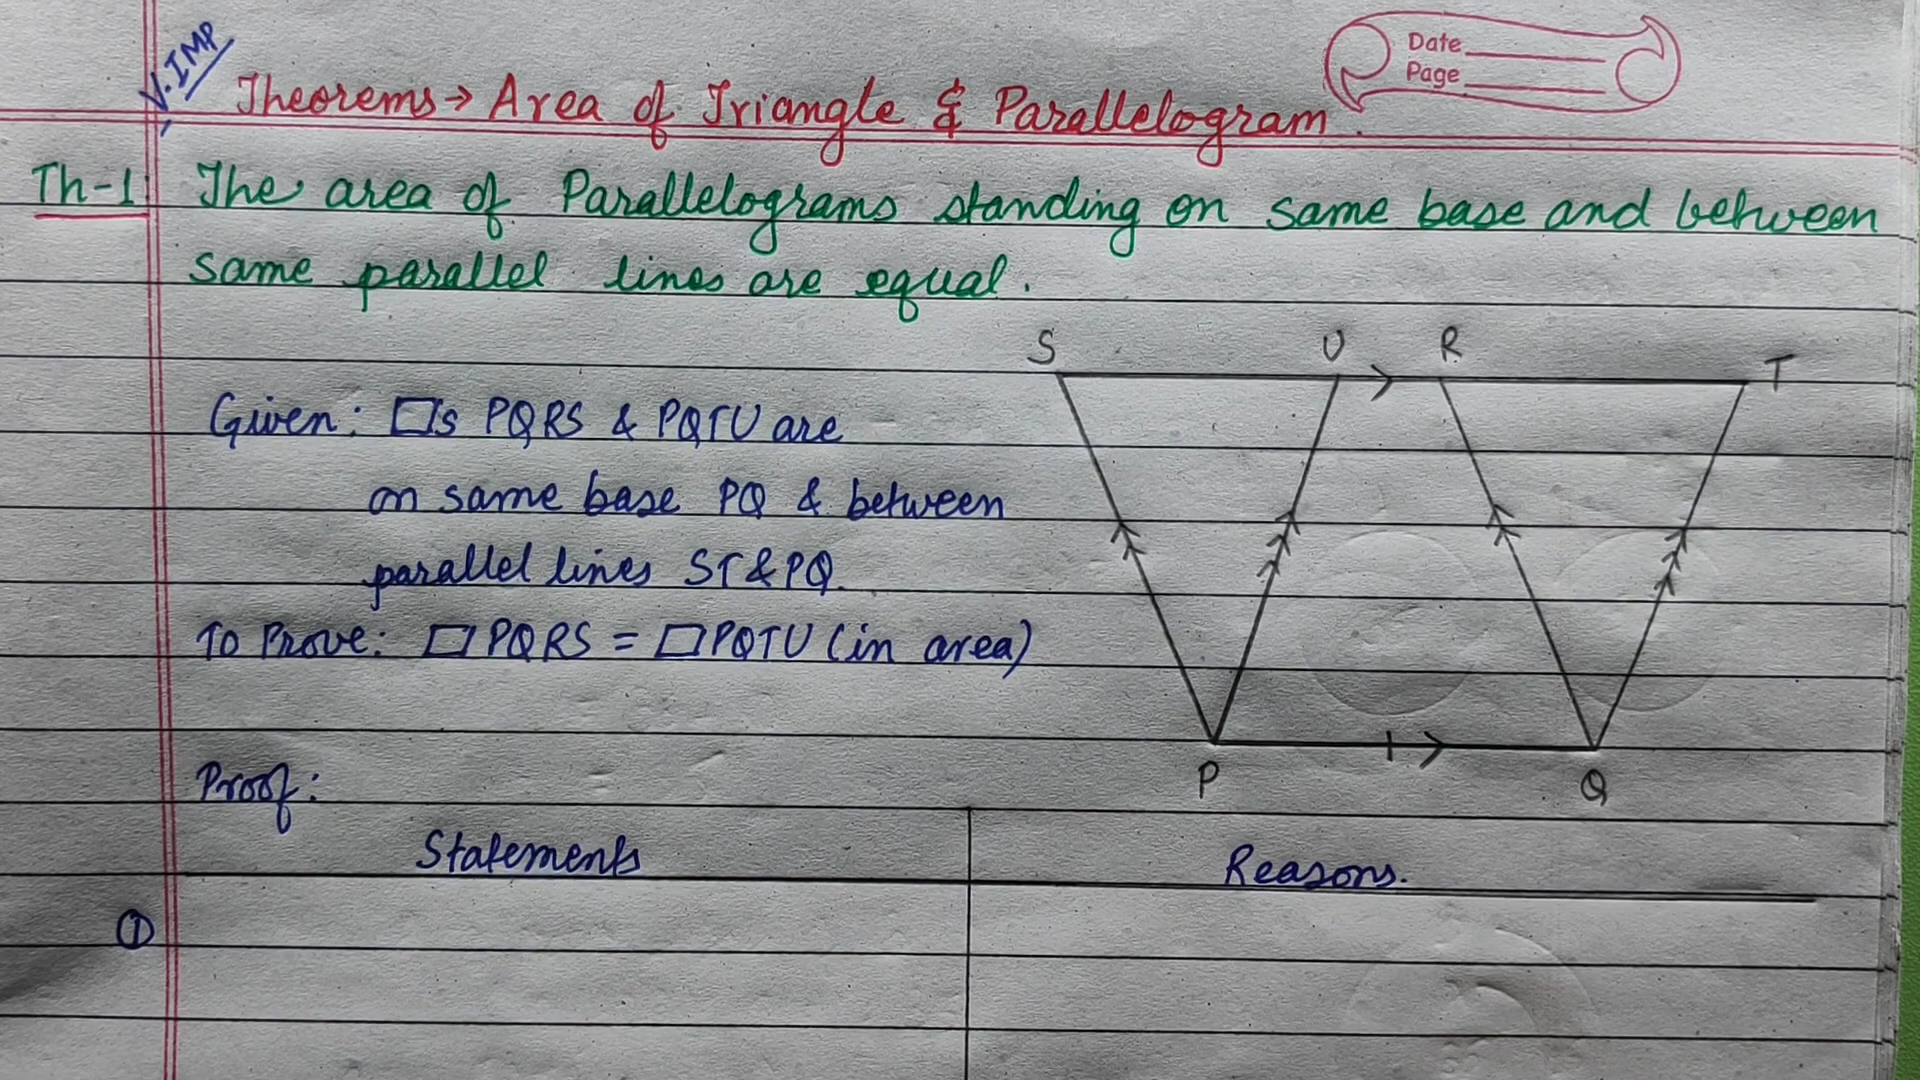 V.IMP
Date
Page
Theorems → Area of Triangle & Parallelogram.
Th-1: The area of Parallelograms standing on same base and between
same parallel lines are equal.
S U R T
Given: ▱s PQRS & PQTU are
on same base PQ & between
parallel lines ST & PQ.
To Prove: ▱PQRS = ▱PQTU (in area)
P Q
Proof:
Statements Reasons.
①